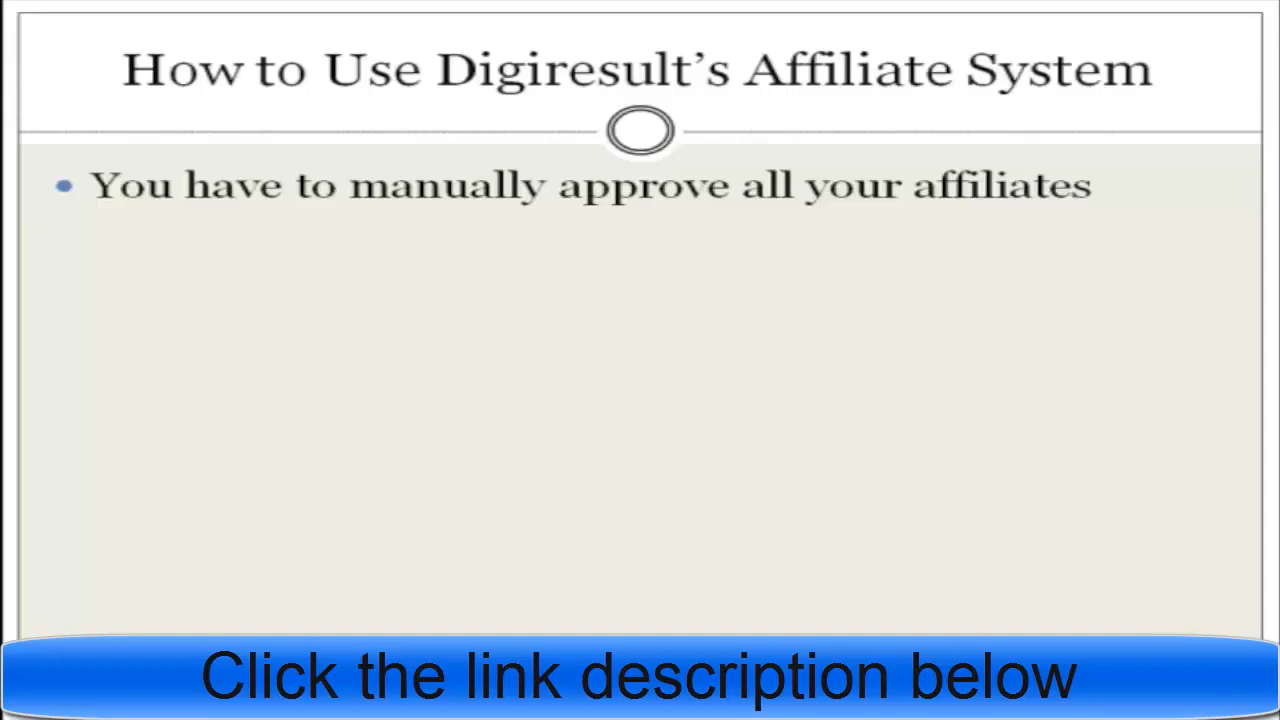 How to Use Digiresult’s Affiliate System
• You have to manually approve all your affiliates
Click the link description below